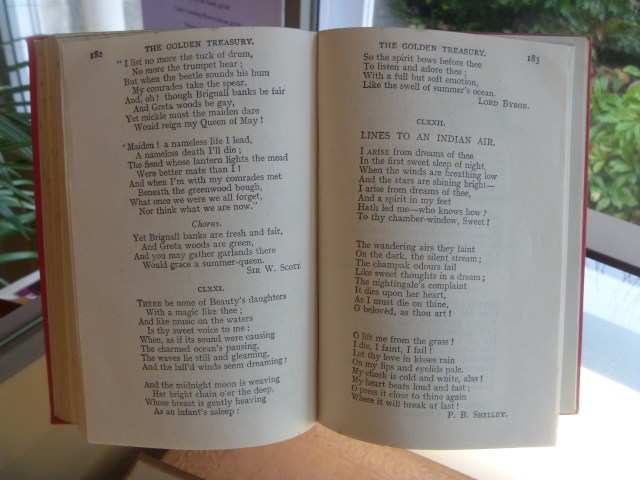 182
THE GOLDEN TREASURY.
"I list no more the tuck of drum,
No more the trumpet hear;
But when the beetle sounds his hum
My comrades take the spear.
And, oh! though Brignall banks be fair
And Greta woods be gay,
Yet mickle must the maiden dare
Would reign my Queen of May!
'Maiden! a nameless life I lead,
A nameless death I'll die;
The fiend whose lantern lights the mead
Were better mate than I!
And when I'm with my comrades met
Beneath the greenwood bough,
What once we were we all forget,
Nor think what we are now."
Chorus.
Yet Brignall banks are fresh and fair,
And Greta woods are green,
And you may gather garlands there
Would grace a summer-queen.
SIR W. SCOTT
CLXXI.
THERE be none of Beauty's daughters
With a magic like thee;
And like music on the waters
Is thy sweet voice to me:
When, as if its sound were causing
The charmed ocean's pausing,
The waves lie still and gleaming,
And the lull'd winds seem dreaming!
And the midnight moon is weaving
Her bright chain o'er the deep,
Whose breast is gently heaving
As an infant's asleep:
THE GOLDEN TREASURY.
183
So the spirit bows before thee
To listen and adore thee;
With a full but soft emotion,
Like the swell of summer's ocean.
LORD BYRON.
CLXXII.
LINES TO AN INDIAN AIR.
I ARISE from dreams of thee
In the first sweet sleep of night,
When the winds are breathing low
And the stars are shining bright—
I arise from dreams of thee,
And a spirit in my feet
Hath led me—who knows how?
To thy chamber-window, Sweet!
The wandering airs they faint
On the dark, the silent stream;
The champak odours fail
Like sweet thoughts in a dream;
The nightingale's complaint
It dies upon her heart,
As I must die on thine,
O belovèd, as thou art!
O lift me from the grass!
I die, I faint, I fail!
Let thy love in kisses rain
On my lips and eyelids pale.
My cheek is cold and white, alas!
My heart beats loud and fast;
O press it close to thine again
Where it will break at last!
P. B. SHELLEY.